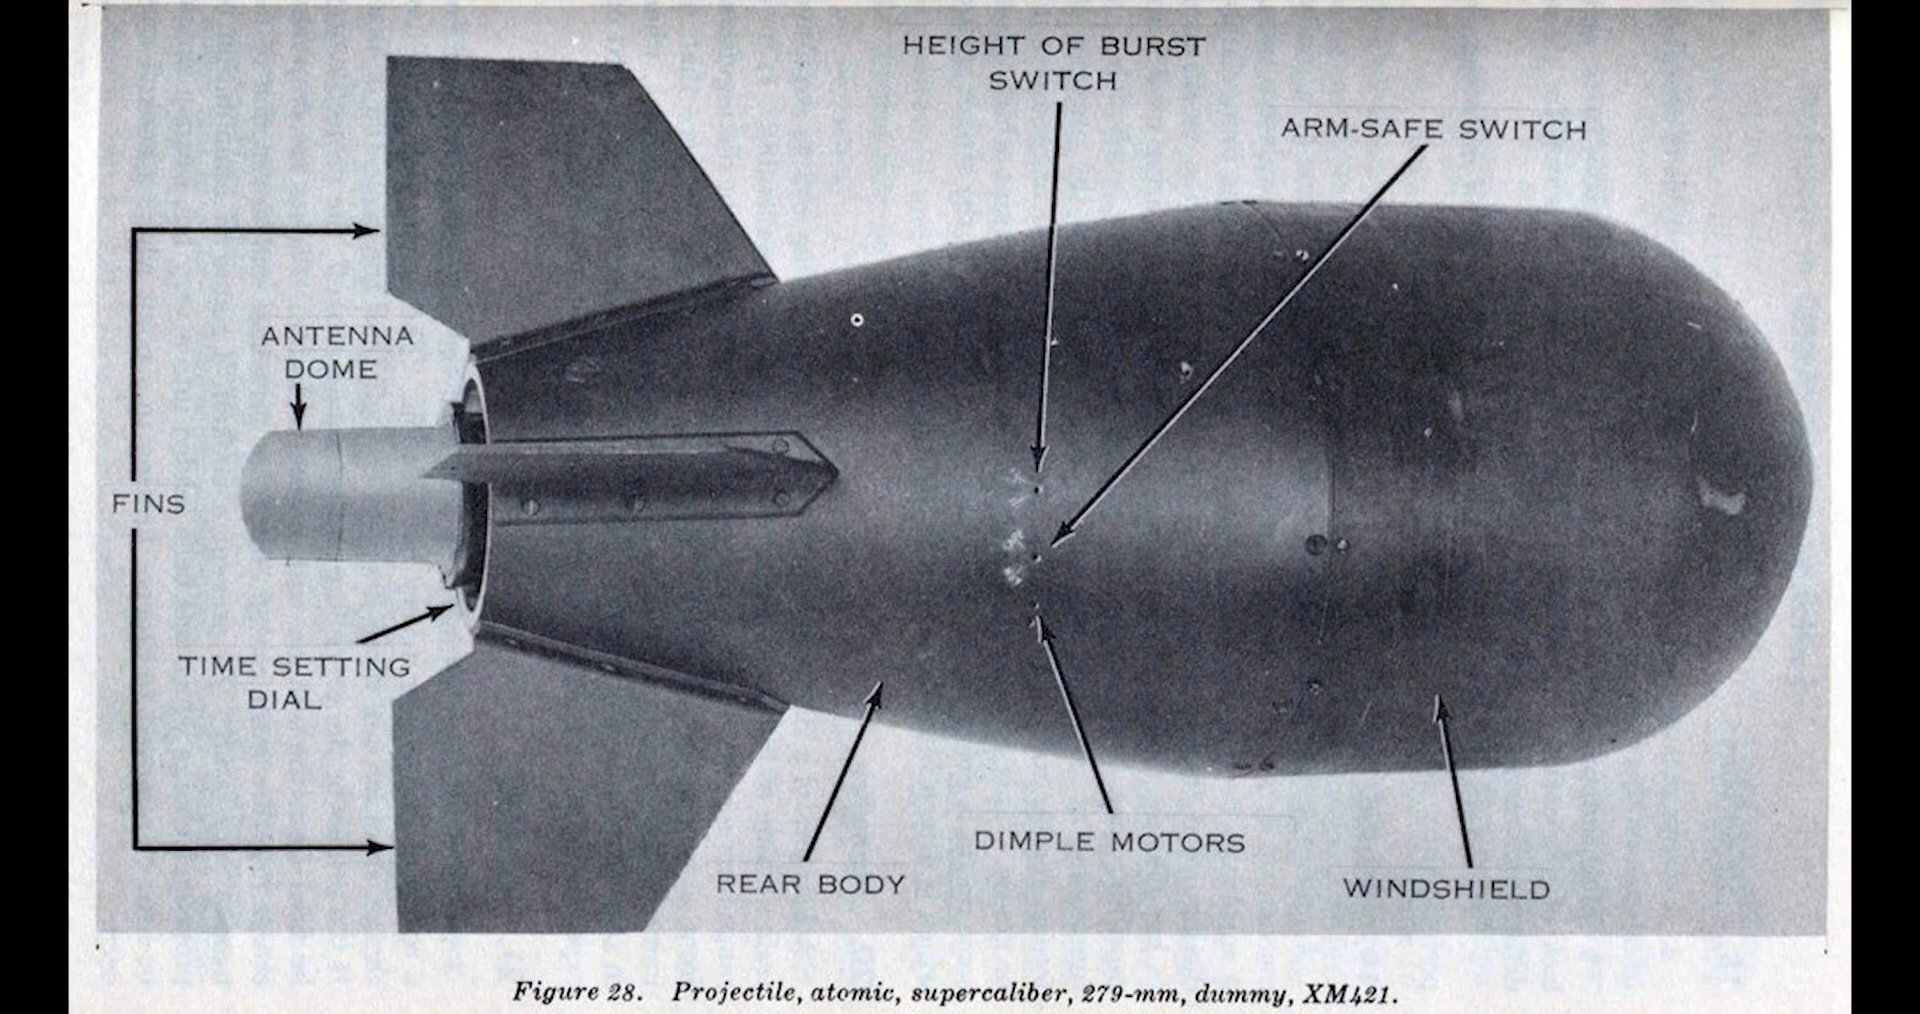 HEIGHT OF BURST
SWITCH
ARM-SAFE SWITCH
ANTENNA
DOME
FINS
TIME SETTING
DIAL
DIMPLE MOTORS
REAR BODY
WINDSHIELD
Figure 28. Projectile, atomic, supercaliber, 279-mm, dummy, XM421.